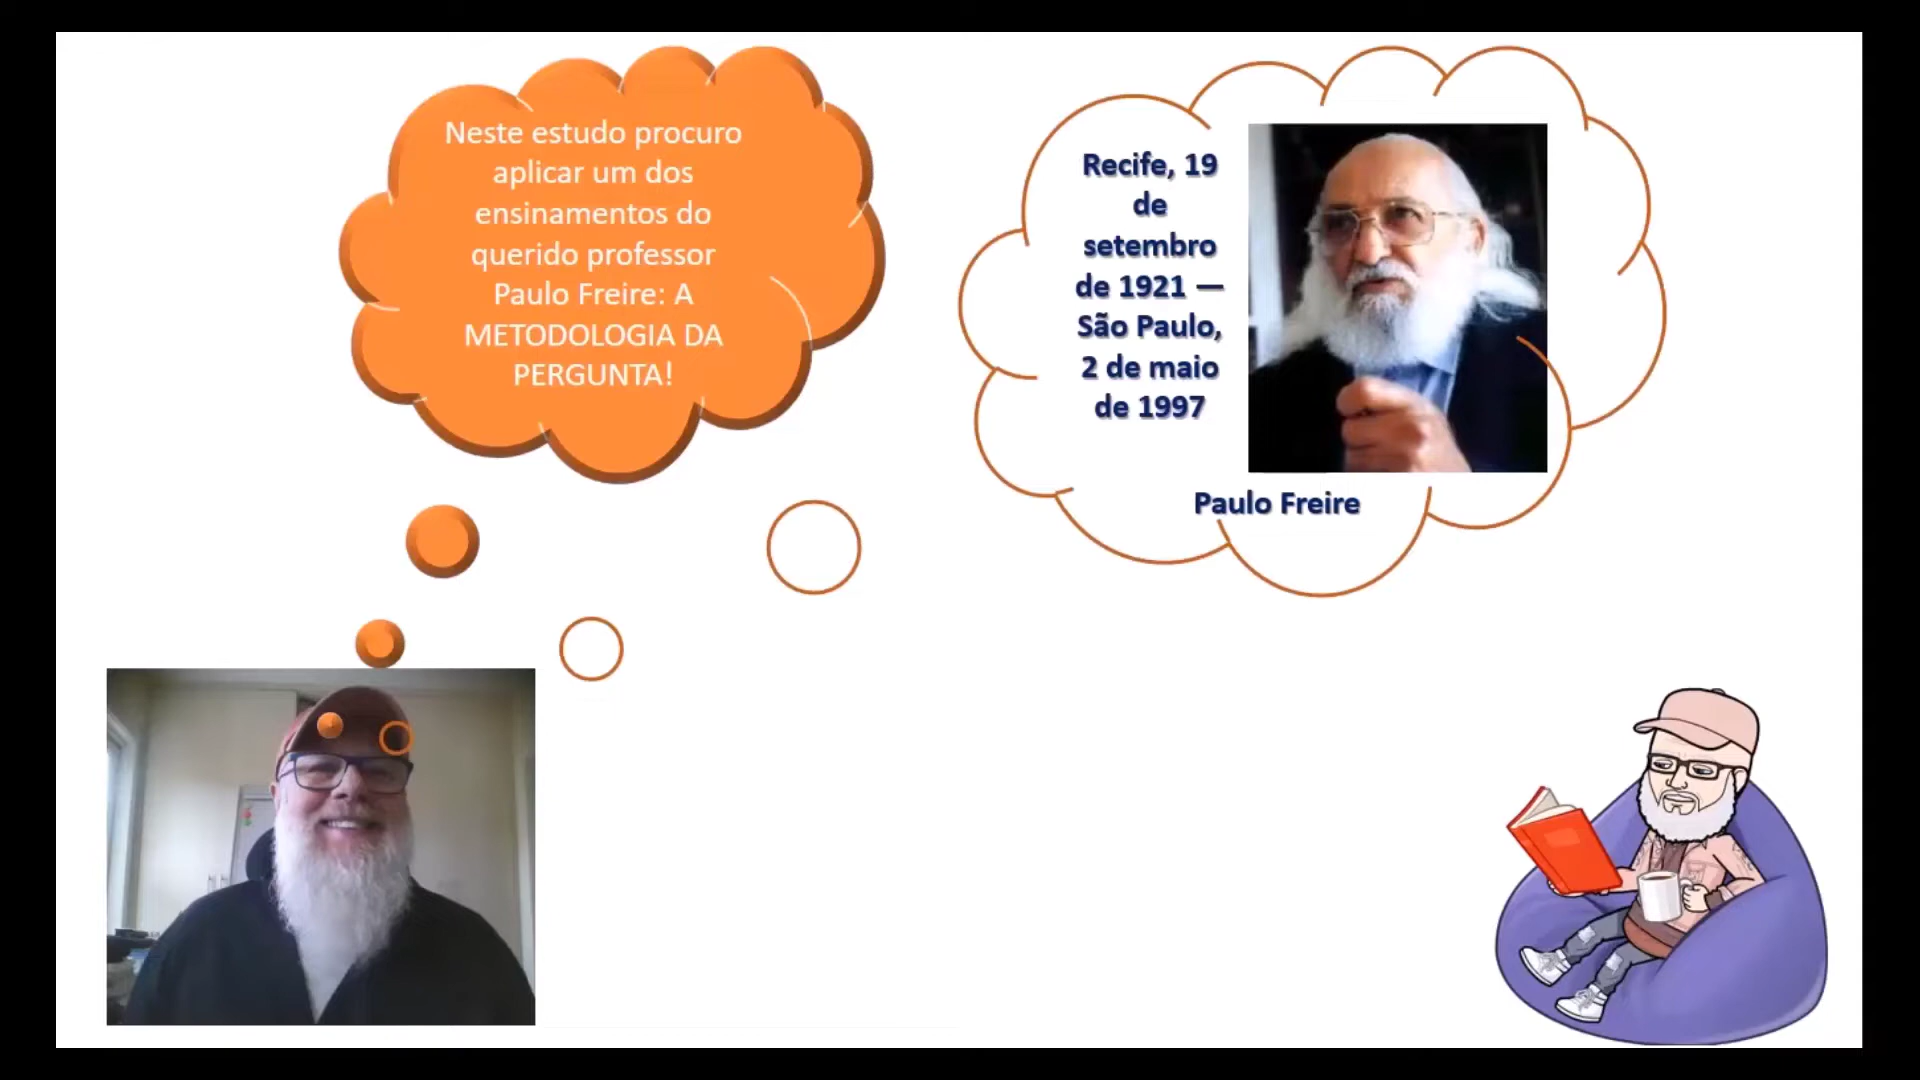 Neste estudo procuro
aplicar um dos
ensinamentos do
querido professor
Paulo Freire: A
METODOLOGIA DA
PERGUNTA!
Recife, 19
de
setembro
de 1921 —
São Paulo,
2 de maio
de 1997
Paulo Freire